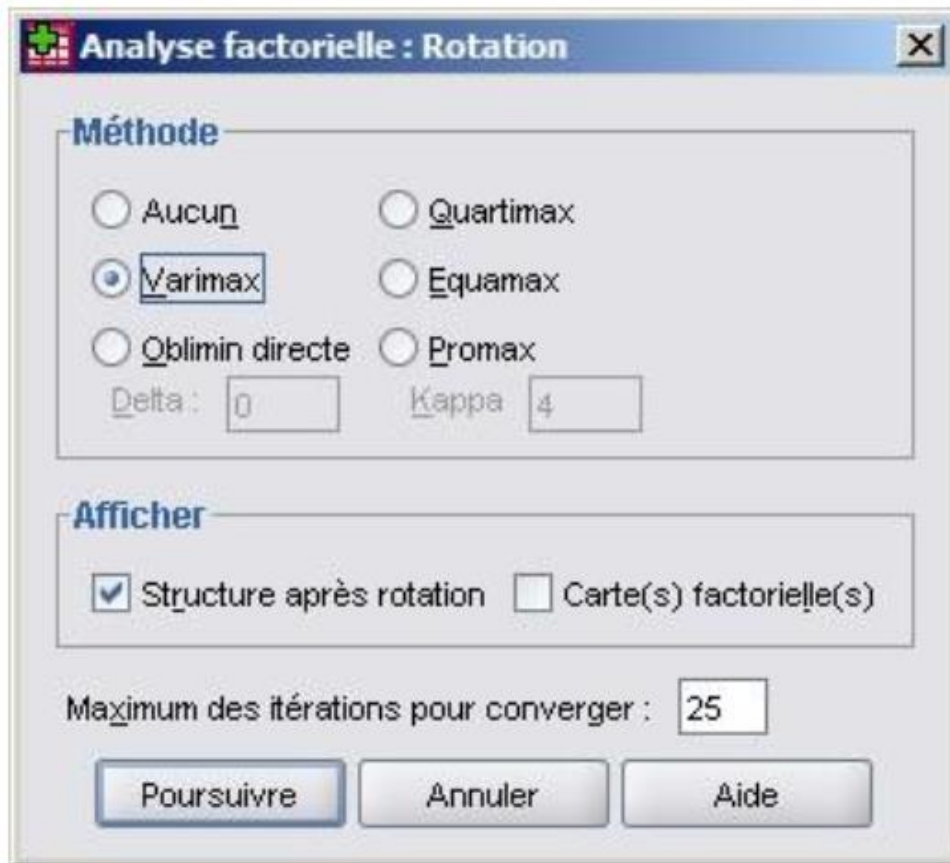 Analyse factorielle : Rotation
Méthode
Aucun Quartimax
Varimax Equamax
Oblimin directe Promax
Delta : 0 Kappa 4
Afficher
Structure après rotation Carte(s) factorielle(s)
Maximum des itérations pour converger : 25
Poursuivre Annuler Aide